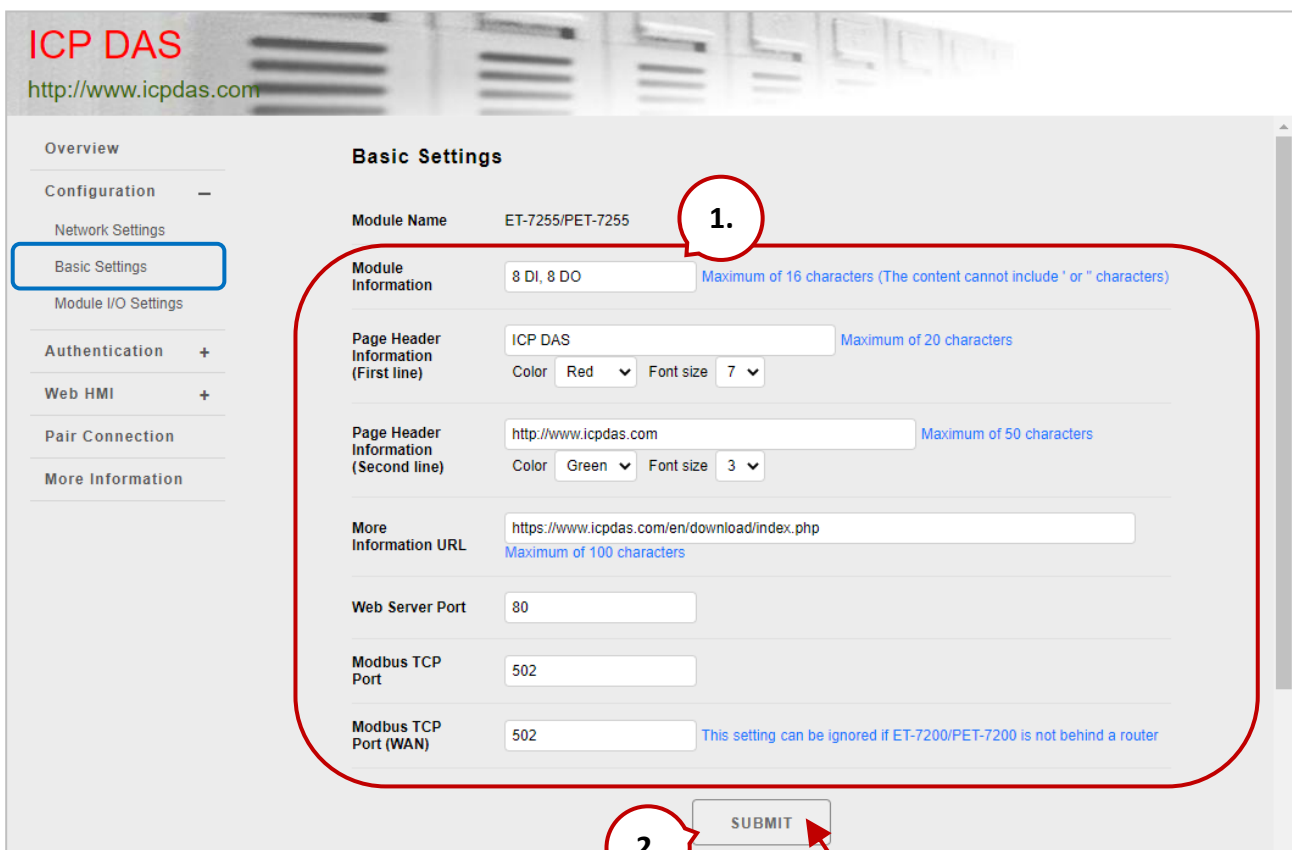 ICP DAS
http://www.icpdas.com
Overview
Configuration −
Network Settings
Basic Settings
Module I/O Settings
Authentication +
Web HMI +
Pair Connection
More Information
Basic Settings
Module Name ET-7255/PET-7255
1.
Module
Information
8 DI, 8 DO Maximum of 16 characters (The content cannot include ' or " characters)
Page Header
Information
(First line)
ICP DAS Maximum of 20 characters
Color Red Font size 7
Page Header
Information
(Second line)
http://www.icpdas.com Maximum of 50 characters
Color Green Font size 3
More
Information URL
https://www.icpdas.com/en/download/index.php
Maximum of 100 characters
Web Server Port 80
Modbus TCP
Port
502
Modbus TCP
Port (WAN)
502 This setting can be ignored if ET-7200/PET-7200 is not behind a router
SUBMIT
2